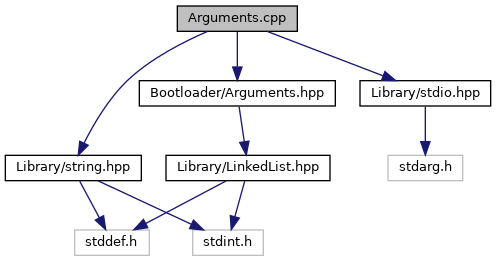 Arguments.cpp
Bootloader/Arguments.hpp
Library/stdio.hpp
Library/string.hpp
Library/LinkedList.hpp
stdarg.h
stddef.h
stdint.h